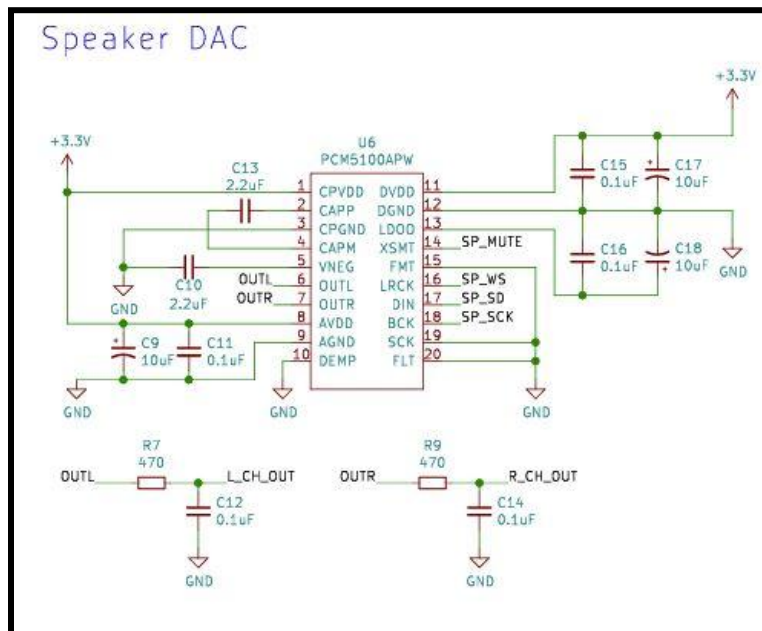 Speaker DAC
+3.3V
+3.3V
U6
PCM5100APW
C13
2.2uF
C15
0.1uF
C17
10uF
1 CPVDD DVDD 11
2 CAPP DGND 12
3 CPGND LDOO 13
4 CAPM XSMT 14 SP_MUTE
5 VNEG FMT 15
OUTL 6 OUTL LRCK 16 SP_WS
OUTR 7 OUTR DIN 17 SP_SD
8 AVDD BCK 18 SP_SCK
9 AGND SCK 19
10 DEMP FLT 20
C10
2.2uF
GND
C16
0.1uF
C18
10uF
GND
C9
10uF
C11
0.1uF
GND
GND
GND
R7
470
OUTL
L_CH_OUT
C12
0.1uF
GND
R9
470
OUTR
R_CH_OUT
C14
0.1uF
GND